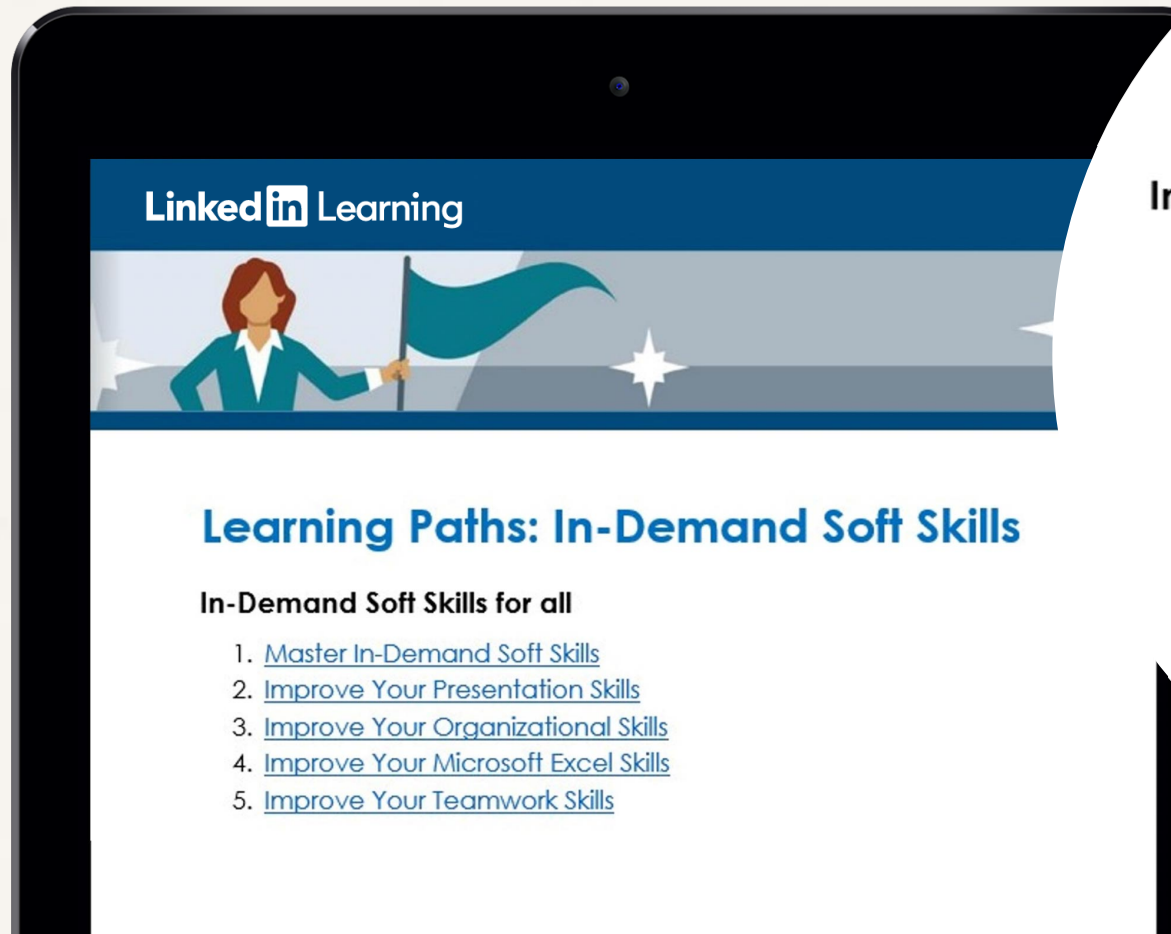 Linked in Learning
Learning Paths: In-Demand Soft Skills
In-Demand Soft Skills for all
1. Master In-Demand Soft Skills
2. Improve Your Presentation Skills
3. Improve Your Organizational Skills
4. Improve Your Microsoft Excel Skills
5. Improve Your Teamwork Skills